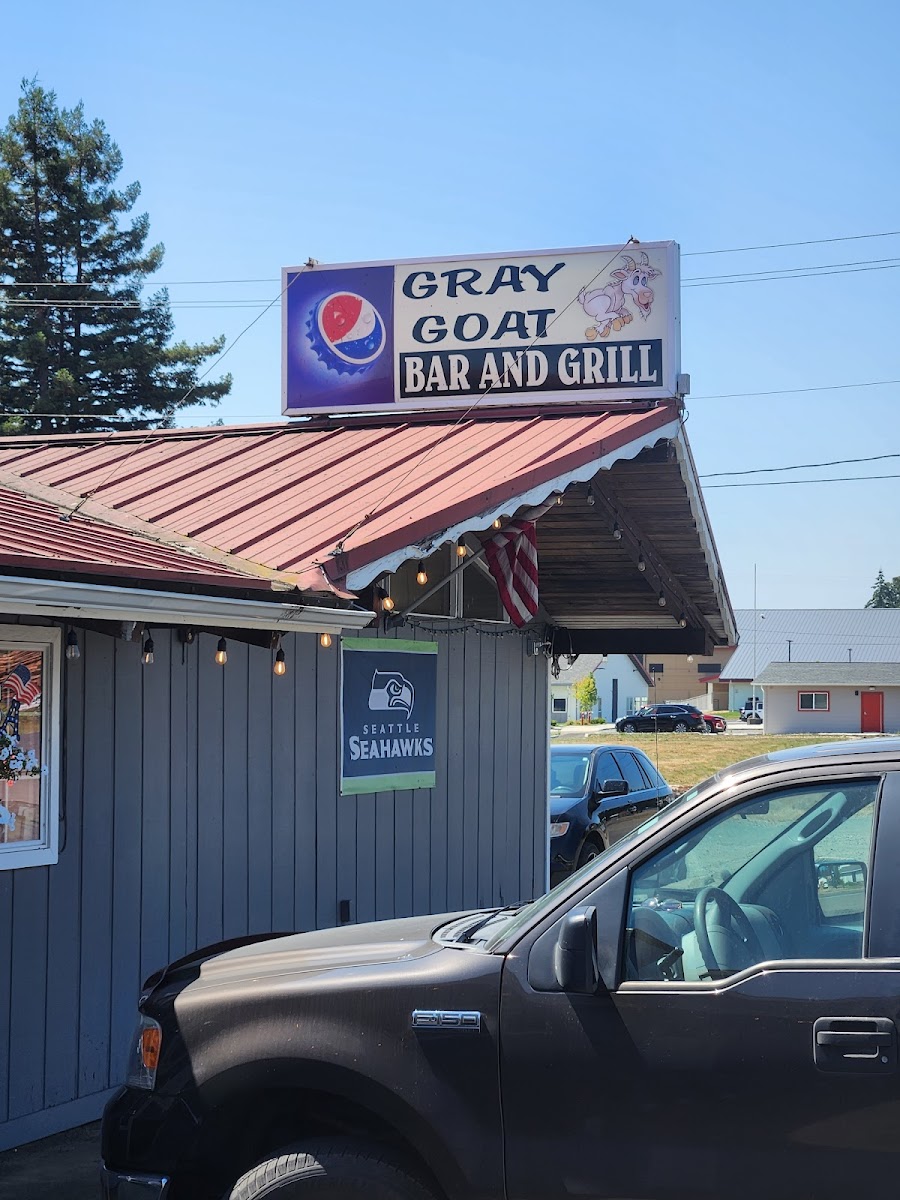 GRAY
GOAT
BAR AND GRILL
SEATTLE
SEAHAWKS
F150